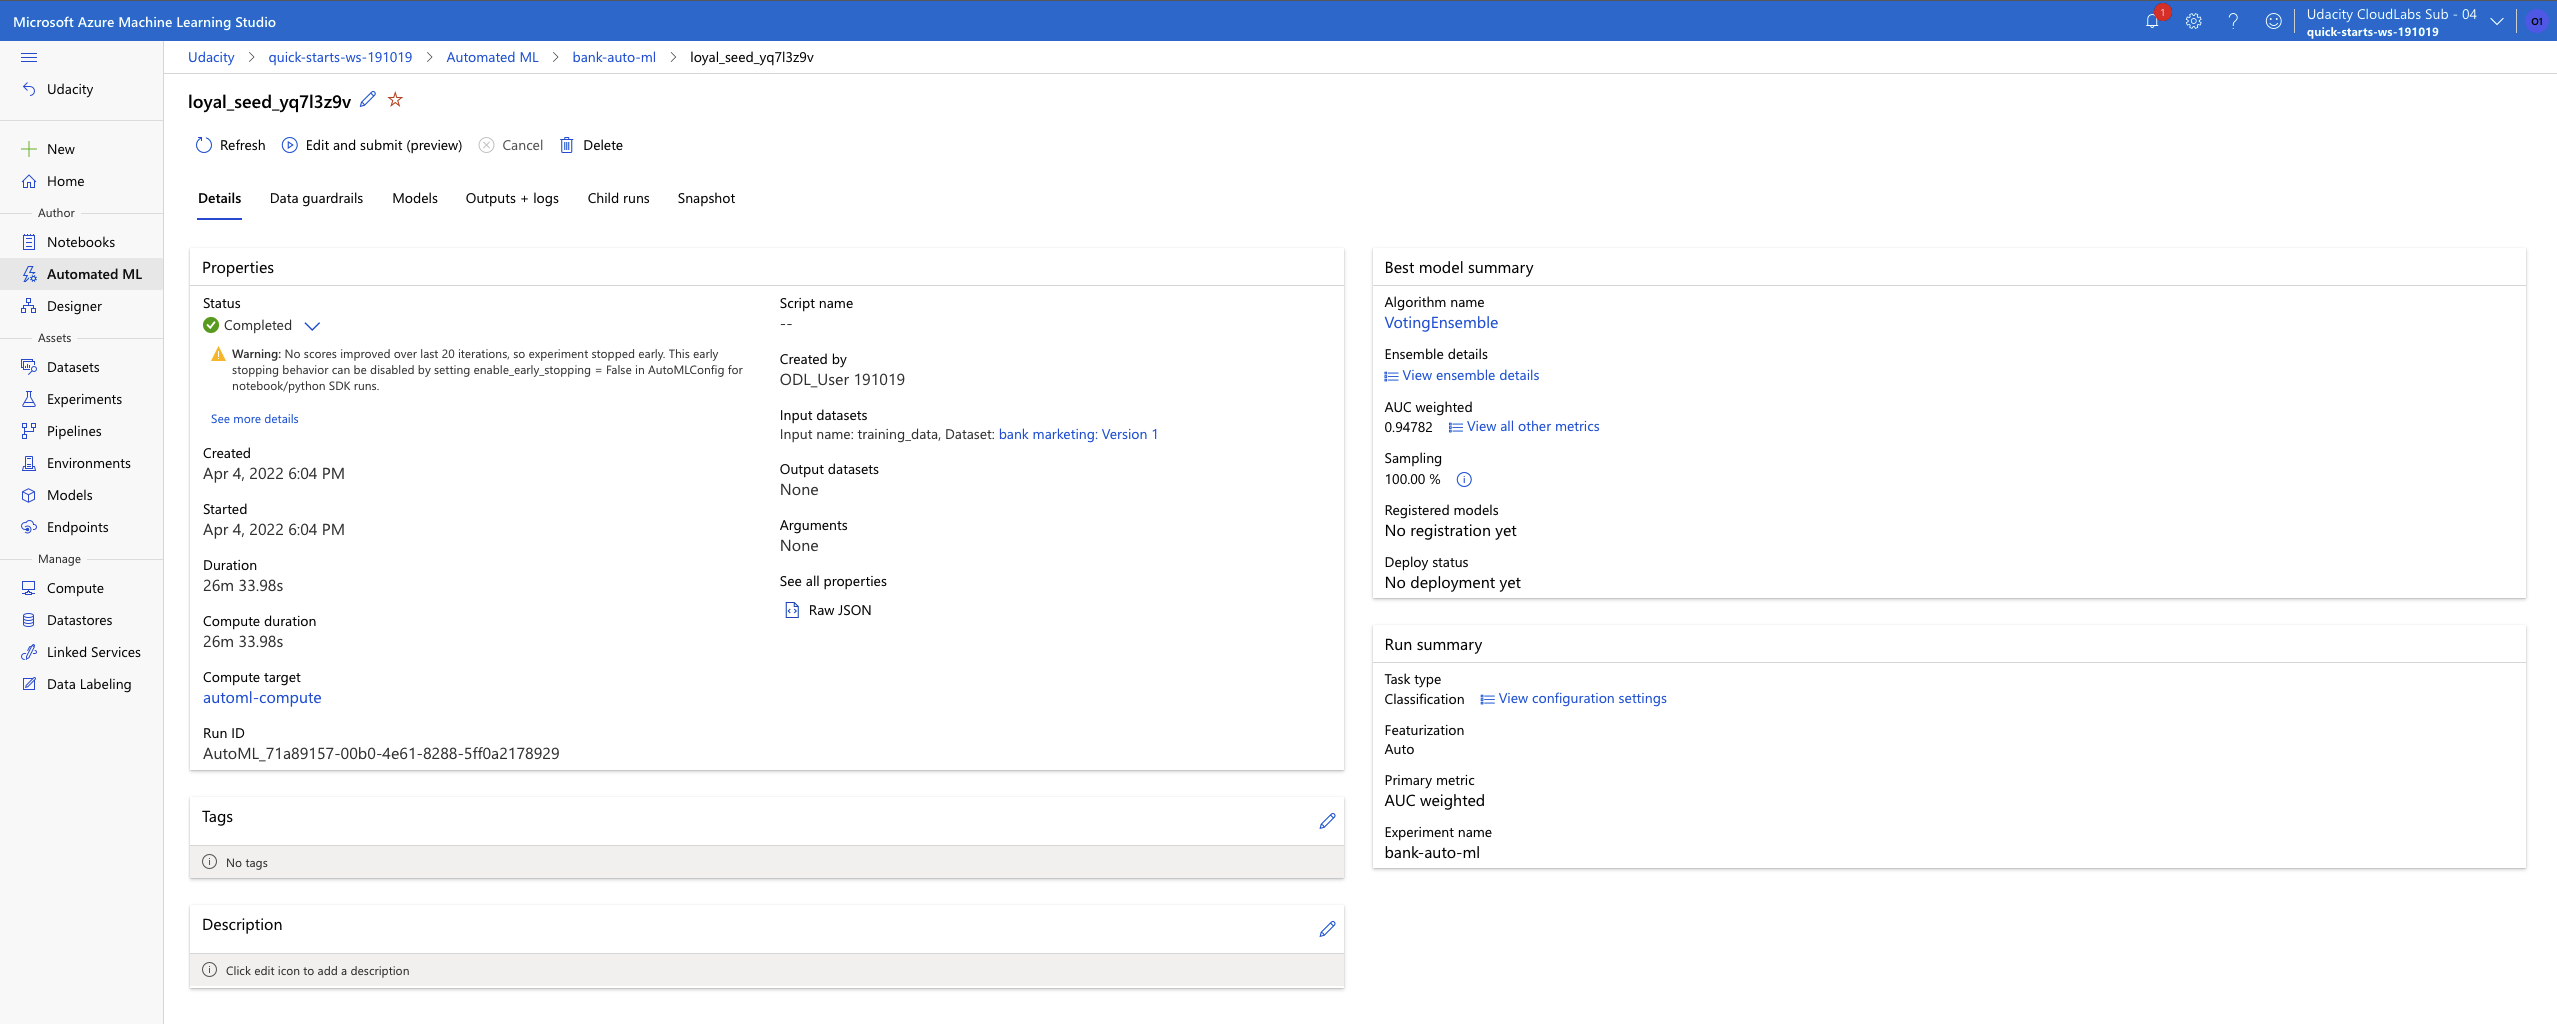 Microsoft Azure Machine Learning Studio
1
Udacity CloudLabs Sub - 04
quick-starts-ws-191019
O1
Udacity
New
Home
Author
Notebooks
Automated ML
Designer
Assets
Datasets
Experiments
Pipelines
Environments
Models
Endpoints
Manage
Compute
Datastores
Linked Services
Data Labeling
Udacity > quick-starts-ws-191019 > Automated ML > bank-auto-ml > loyal_seed_yq7l3z9v
loyal_seed_yq7l3z9v
Refresh Edit and submit (preview) Cancel Delete
Details Data guardrails Models Outputs + logs Child runs Snapshot
Properties
Status
Completed
Warning: No scores improved over last 20 iterations, so experiment stopped early. This early
stopping behavior can be disabled by setting enable_early_stopping = False in AutoMLConfig for
notebook/python SDK runs.
See more details
Created
Apr 4, 2022 6:04 PM
Started
Apr 4, 2022 6:04 PM
Duration
26m 33.98s
Compute duration
26m 33.98s
Compute target
automl-compute
Run ID
AutoML_71a89157-00b0-4e61-8288-5ff0a2178929
Script name
--
Created by
ODL_User 191019
Input datasets
Input name: training_data, Dataset: bank marketing: Version 1
Output datasets
None
Arguments
None
See all properties
Raw JSON
Tags
No tags
Description
Click edit icon to add a description
Best model summary
Algorithm name
VotingEnsemble
Ensemble details
View ensemble details
AUC weighted
0.94782 View all other metrics
Sampling
100.00 %
Registered models
No registration yet
Deploy status
No deployment yet
Run summary
Task type
Classification View configuration settings
Featurization
Auto
Primary metric
AUC weighted
Experiment name
bank-auto-ml